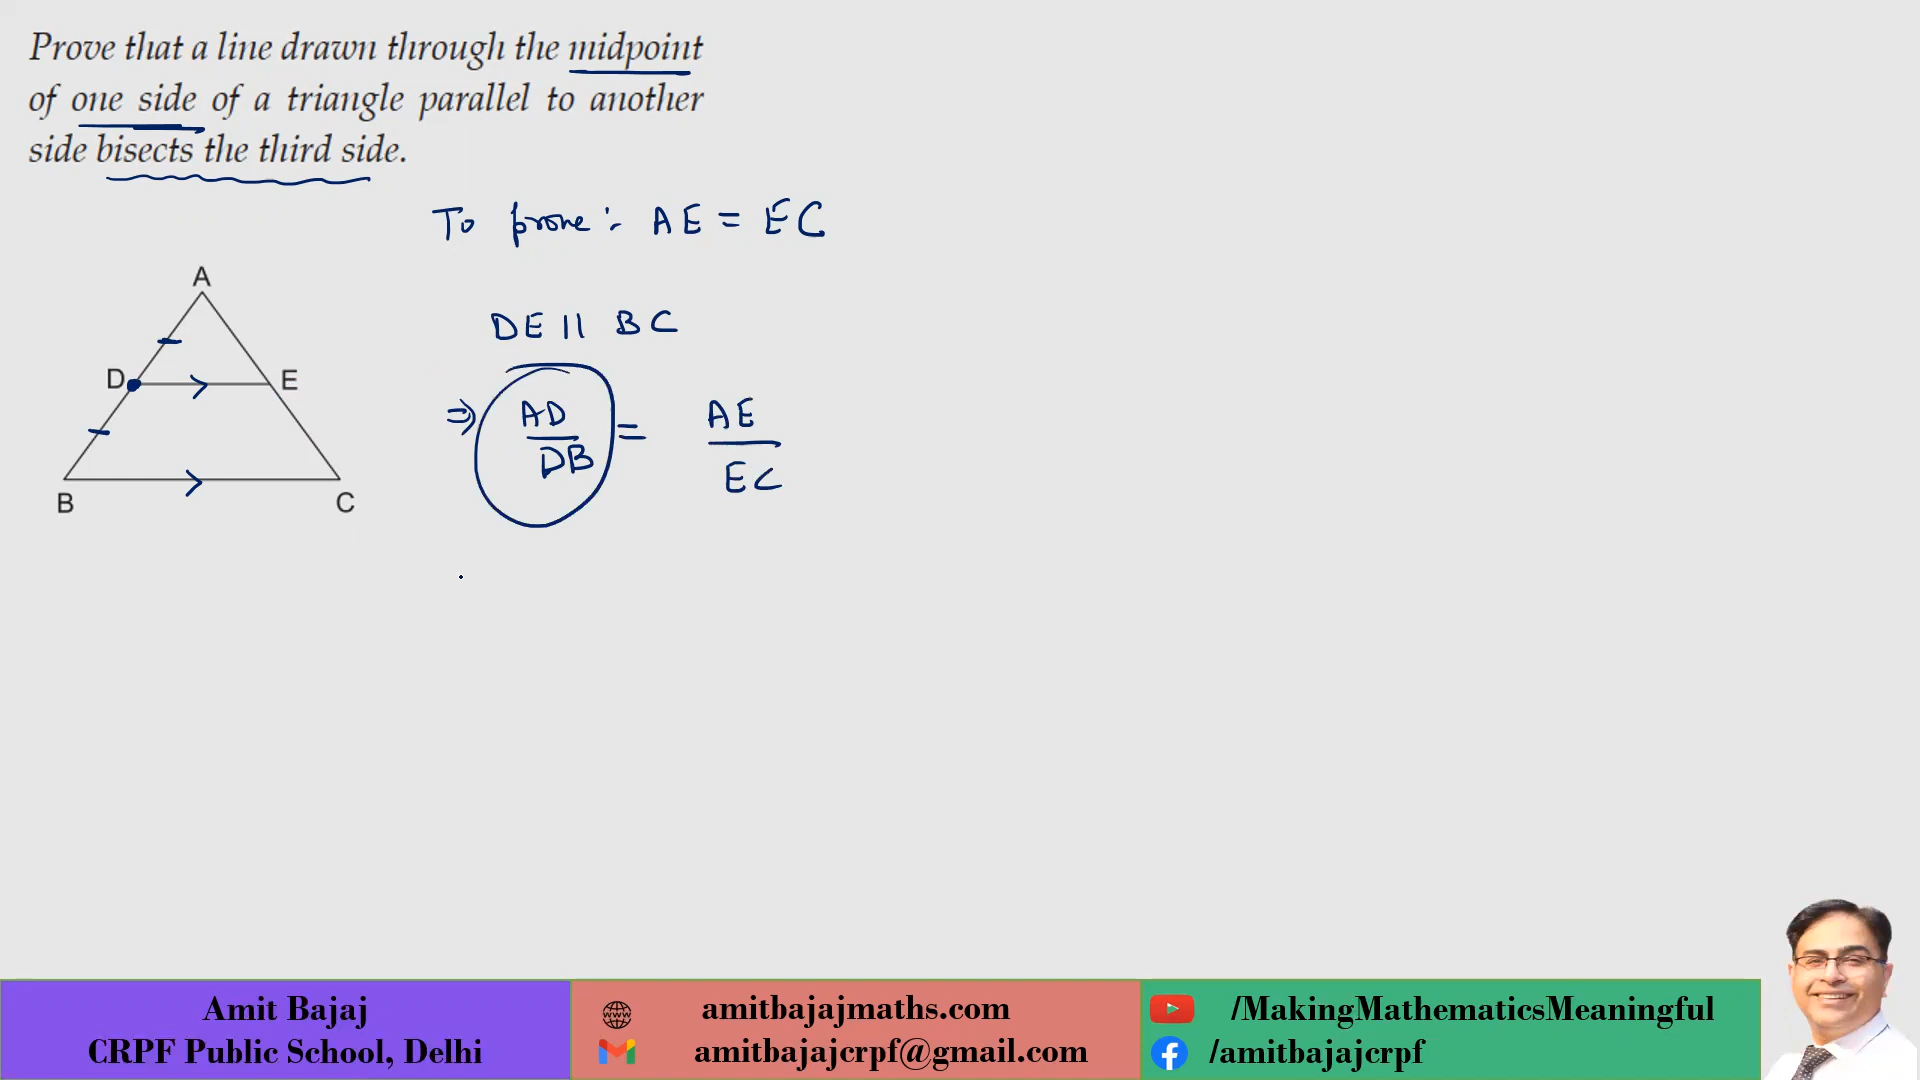 Prove that a line drawn through the midpoint
of one side of a triangle parallel to another
side bisects the third side.
To prove :- AE = EC
A
D
E
B
C
DE || BC
⇒ AD/DB = AE/EC
Amit Bajaj
CRPF Public School, Delhi
www
amitbajajmaths.com
amitbajajcrpf@gmail.com
/MakingMathematicsMeaningful
/amitbajajcrpf